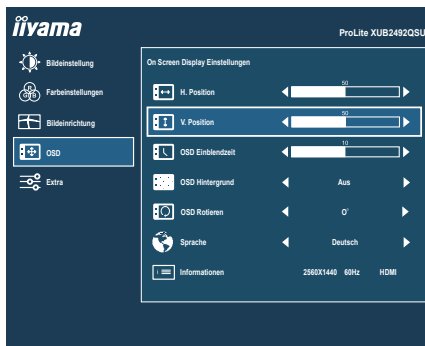 iiyama
ProLite XUB2492QSU
Bildeinstellung
Farbeinstellungen
Bildeinrichtung
OSD
Extra
On Screen Display Einstellungen
H. Position 50
V. Position 50
OSD Einblendzeit 10
OSD Hintergrund Aus
OSD Rotieren O°
Sprache Deutsch
Informationen 2560X1440 60Hz HDMI